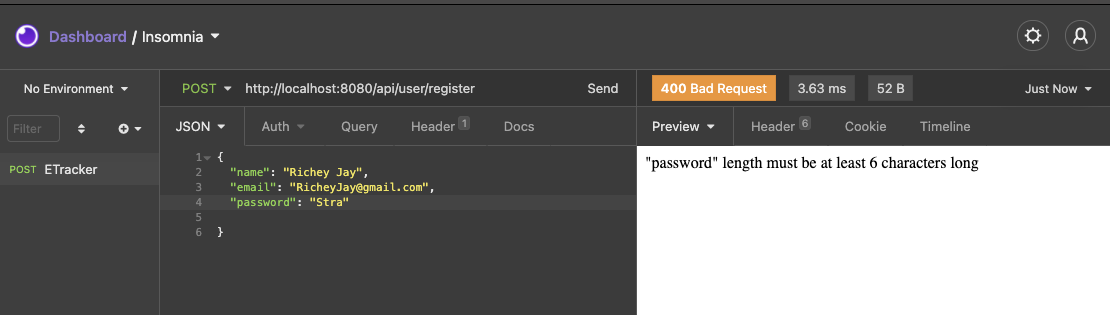 Dashboard / Insomnia
No Environment
POST http://localhost:8080/api/user/register Send
400 Bad Request 3.63 ms 52 B Just Now
Filter
JSON Auth Query Header 1 Docs
Preview Header 6 Cookie Timeline
POST ETracker
1 {
2 "name": "Richey Jay",
3 "email": "RicheyJay@gmail.com",
4 "password": "Stra"
5
6 }
"password" length must be at least 6 characters long